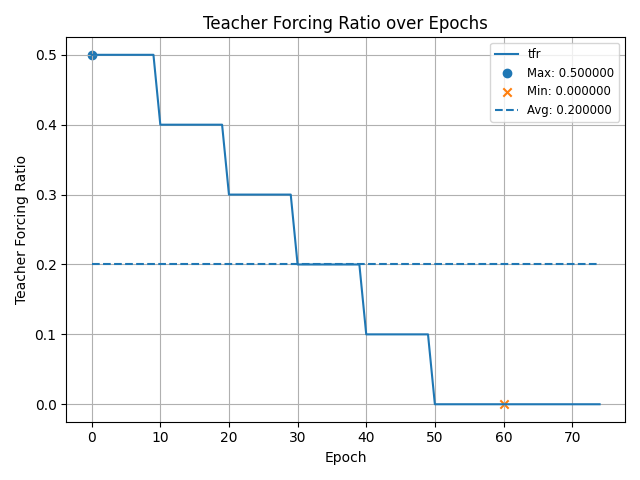 Teacher Forcing Ratio over Epochs
tfr
Max: 0.500000
Min: 0.000000
Avg: 0.200000
Teacher Forcing Ratio
0.5
0.4
0.3
0.2
0.1
0.0
0 10 20 30 40 50 60 70
Epoch